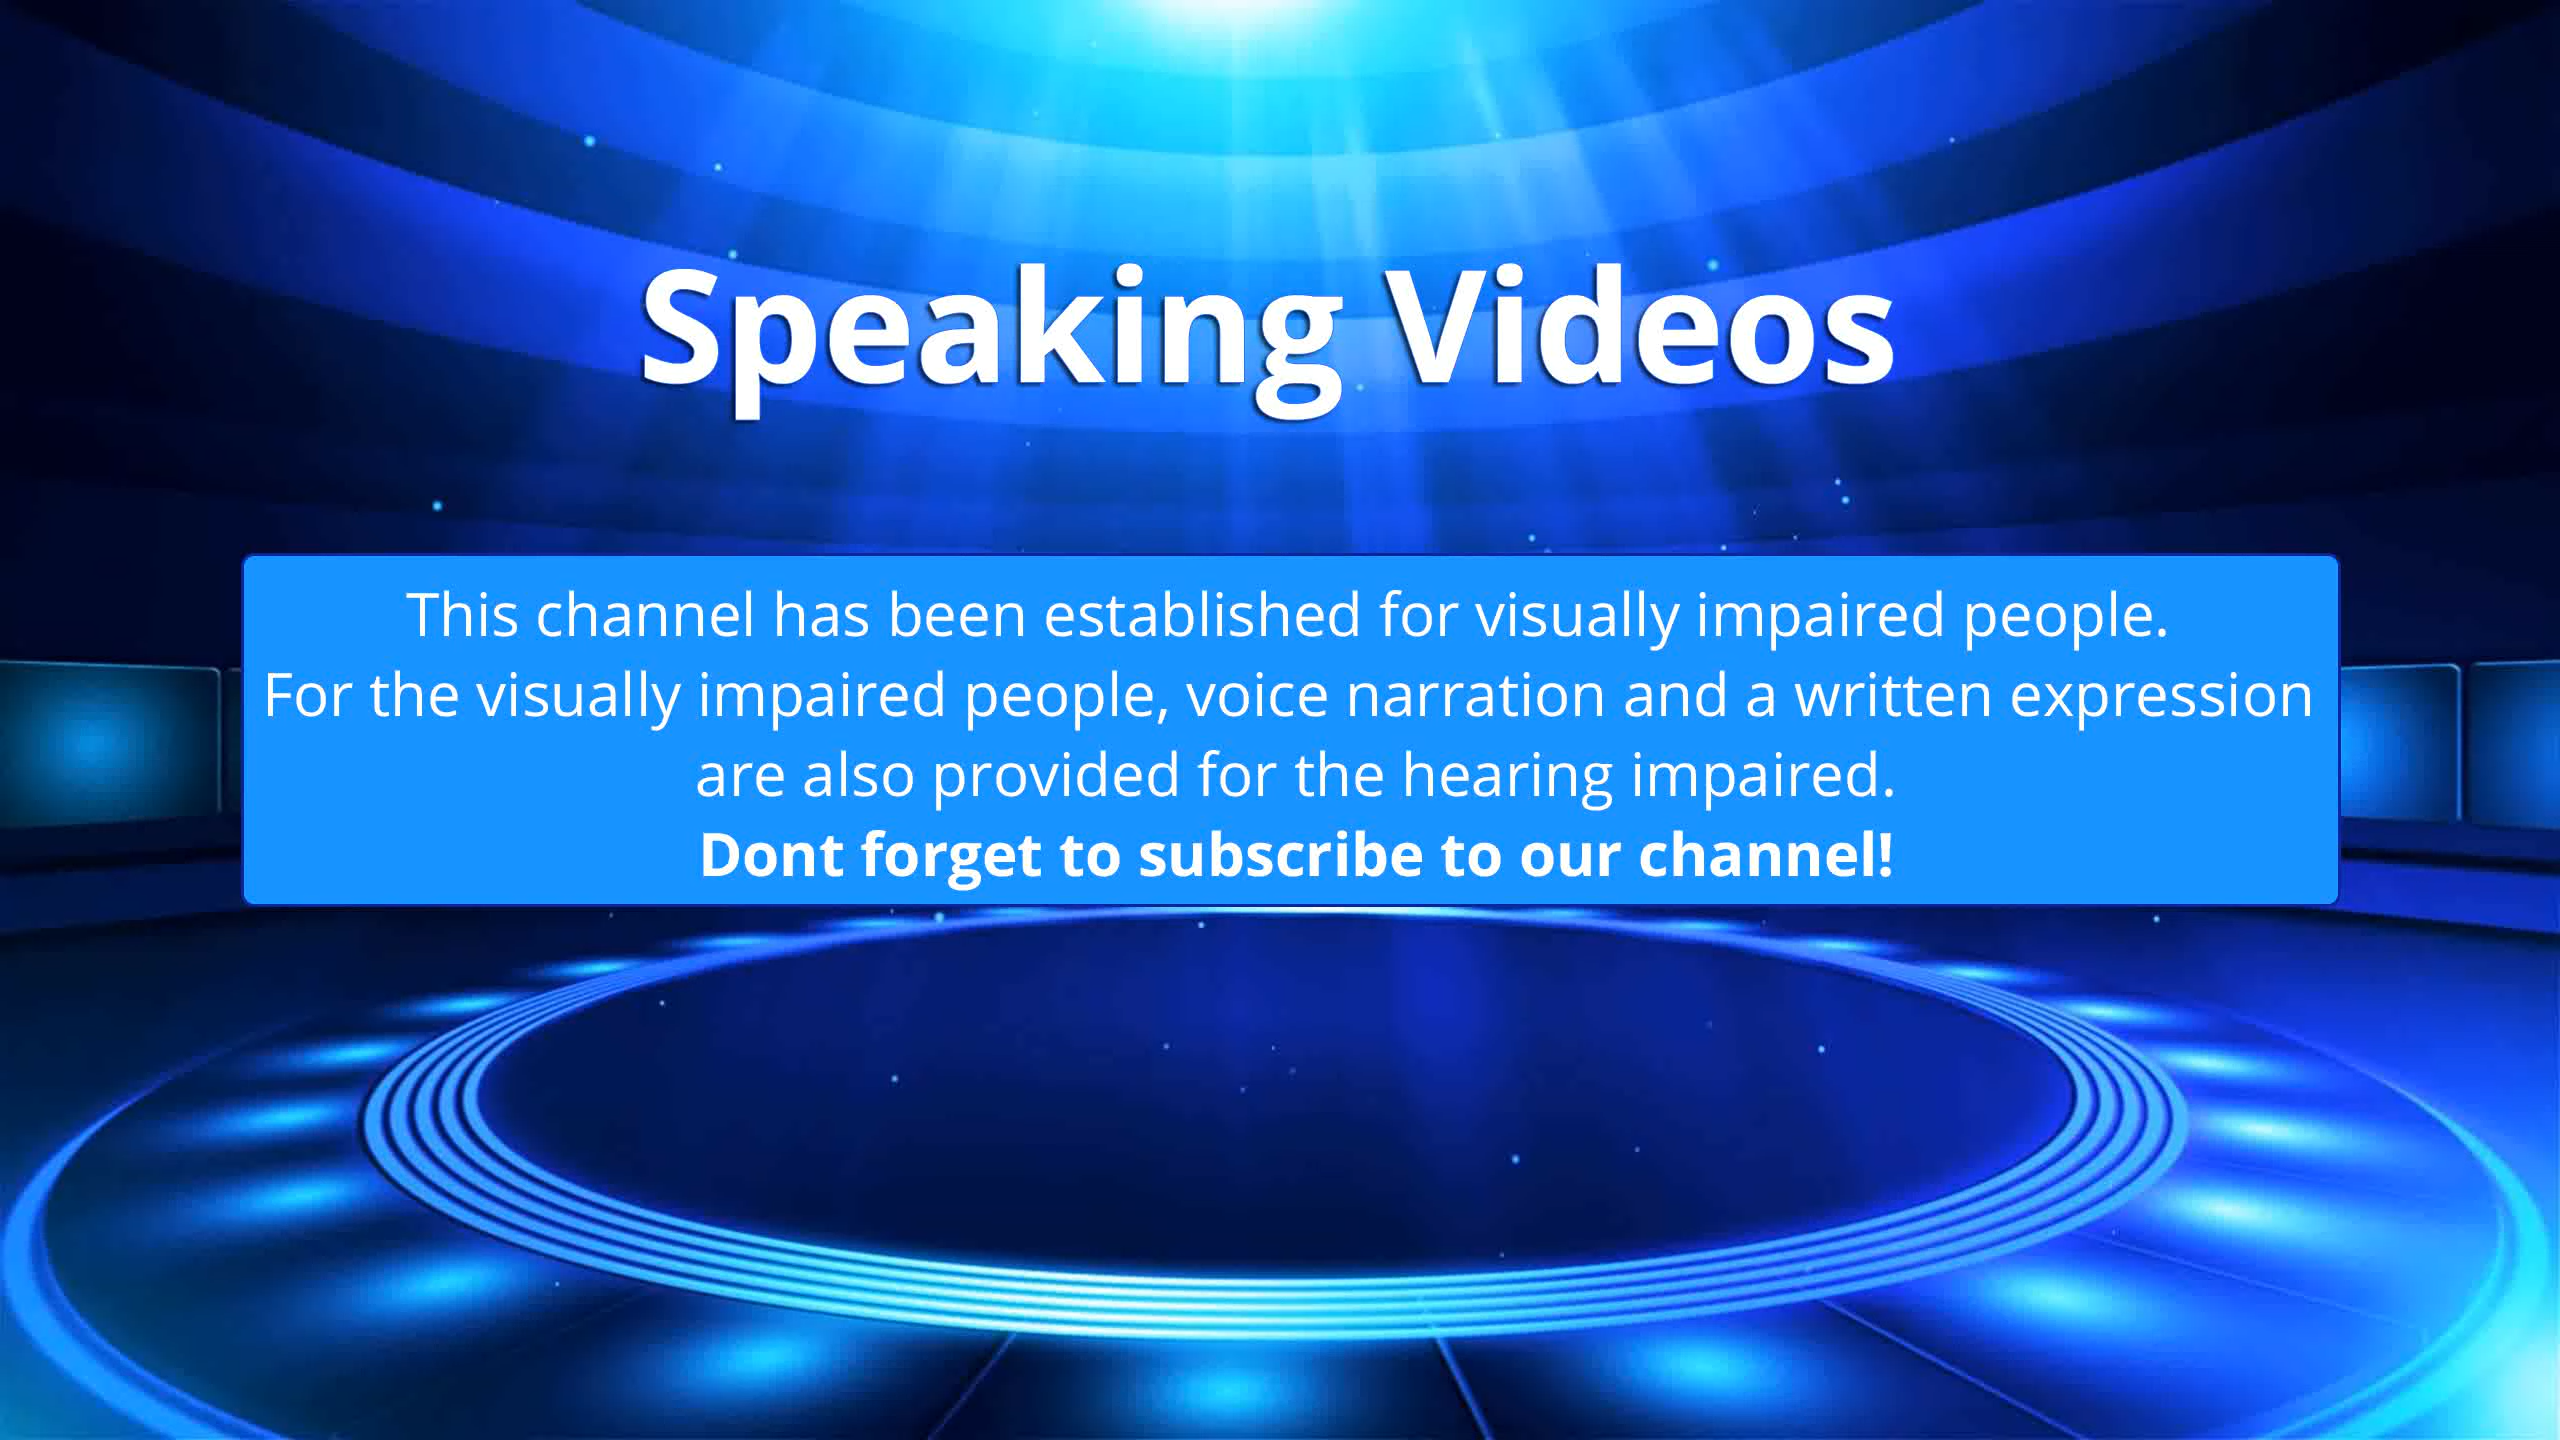 Speaking Videos
This channel has been established for visually impaired people.
For the visually impaired people, voice narration and a written expression
are also provided for the hearing impaired.
Dont forget to subscribe to our channel!